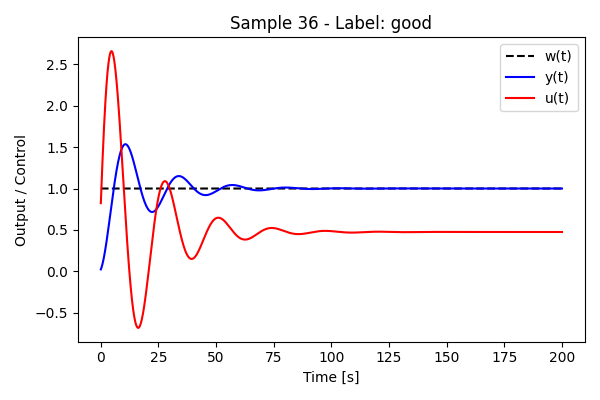 Sample 36 - Label: good
Output / Control
2.5
2.0
1.5
1.0
0.5
0.0
−0.5
w(t)
y(t)
u(t)
0 25 50 75 100 125 150 175 200
Time [s]